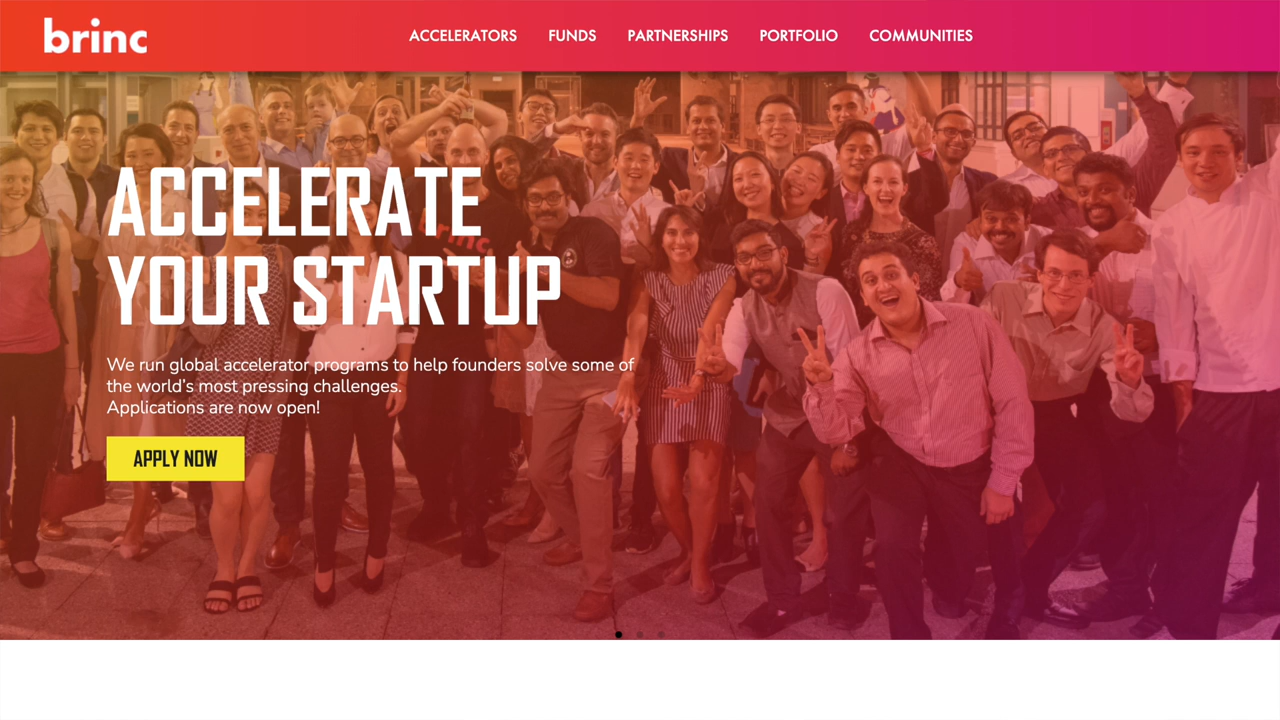 brinc
ACCELERATORS FUNDS PARTNERSHIPS PORTFOLIO COMMUNITIES
ACCELERATE
YOUR STARTUP
brinc
We run global accelerator programs to help founders solve some of
the world's most pressing challenges.
Applications are now open!
APPLY NOW